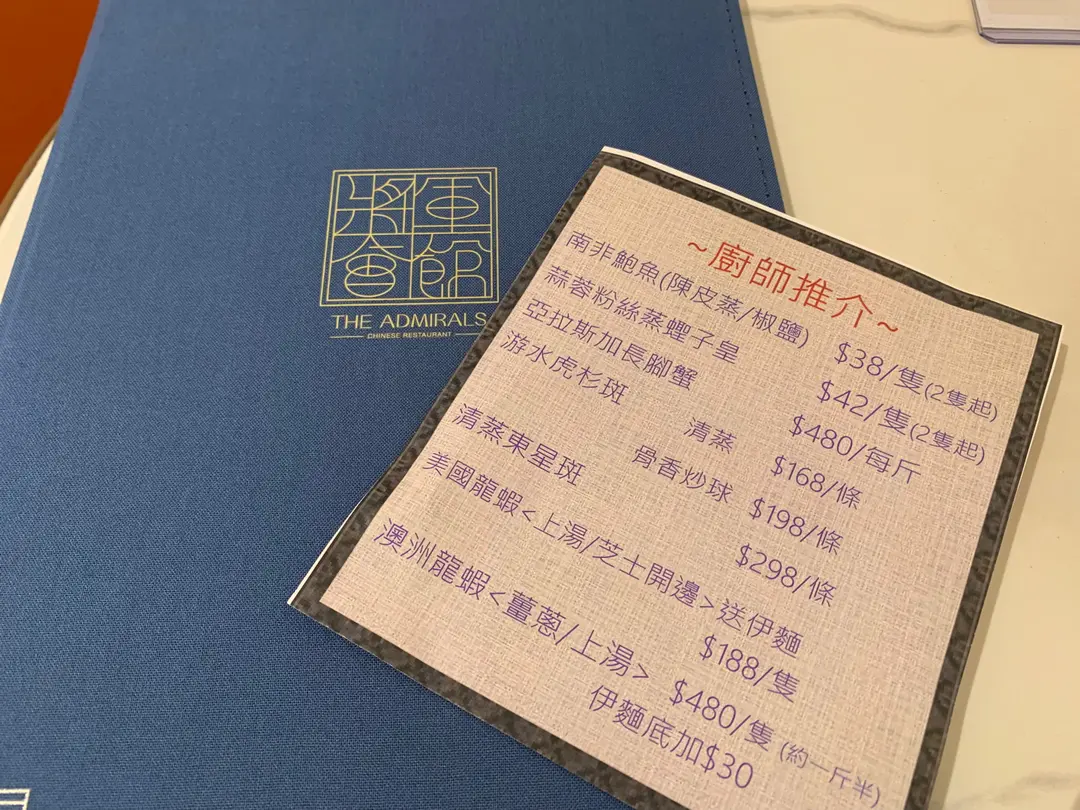 將軍
會館
THE ADMIRALS
CHINESE RESTAURANT
~廚師推介~
南非鮑魚(陳皮蒸/椒鹽) $38/隻(2隻起)
蒜蓉粉絲蒸蟶子皇 $42/隻(2隻起)
亞拉斯加長腳蟹 $480/每斤
游水虎杉斑 清蒸 $168/條
骨香炒球 $198/條
清蒸東星斑 $298/條
美國龍蝦<上湯/芝士開邊>送伊麵
$188/隻
澳洲龍蝦<薑蔥/上湯> $480/隻(約一斤半)
伊麵底加$30